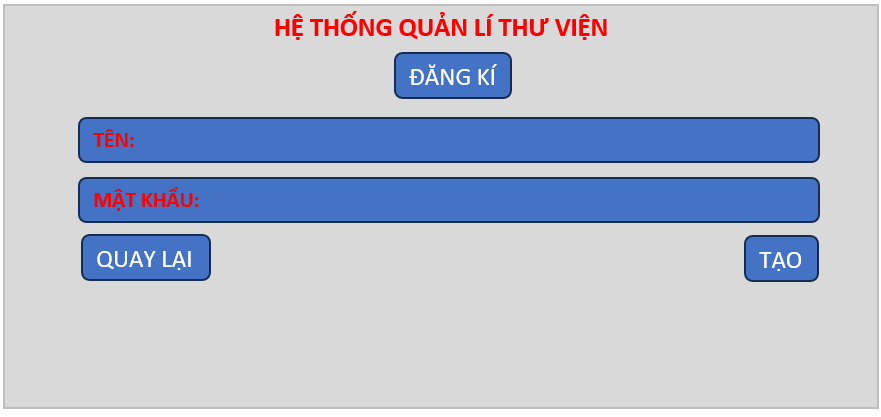 HỆ THỐNG QUẢN LÍ THƯ VIỆN
ĐĂNG KÍ
TÊN:
MẬT KHẨU:
QUAY LẠI
TẠO